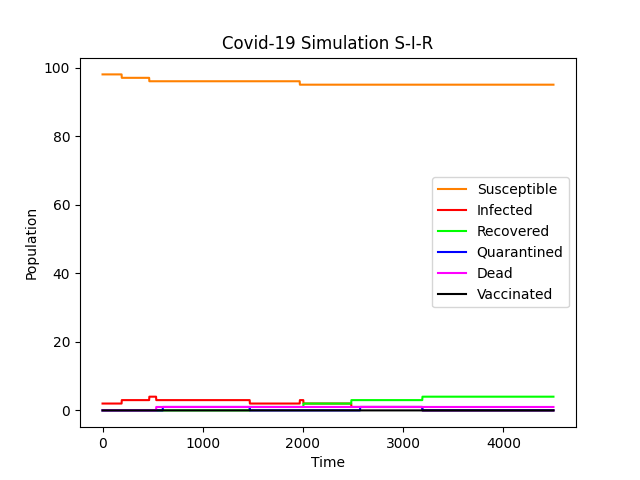 Covid-19 Simulation S-I-R
100
80
60
40
20
0
Population
Susceptible
Infected
Recovered
Quarantined
Dead
Vaccinated
0 1000 2000 3000 4000
Time